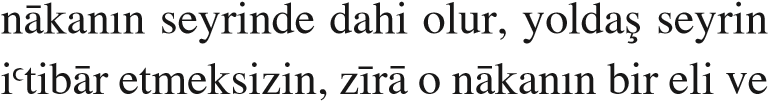 nākanın seyrinde dahi olur, yoldaş seyrin
iʿtibār etmeksizin, zīrā o nākanın bir eli ve